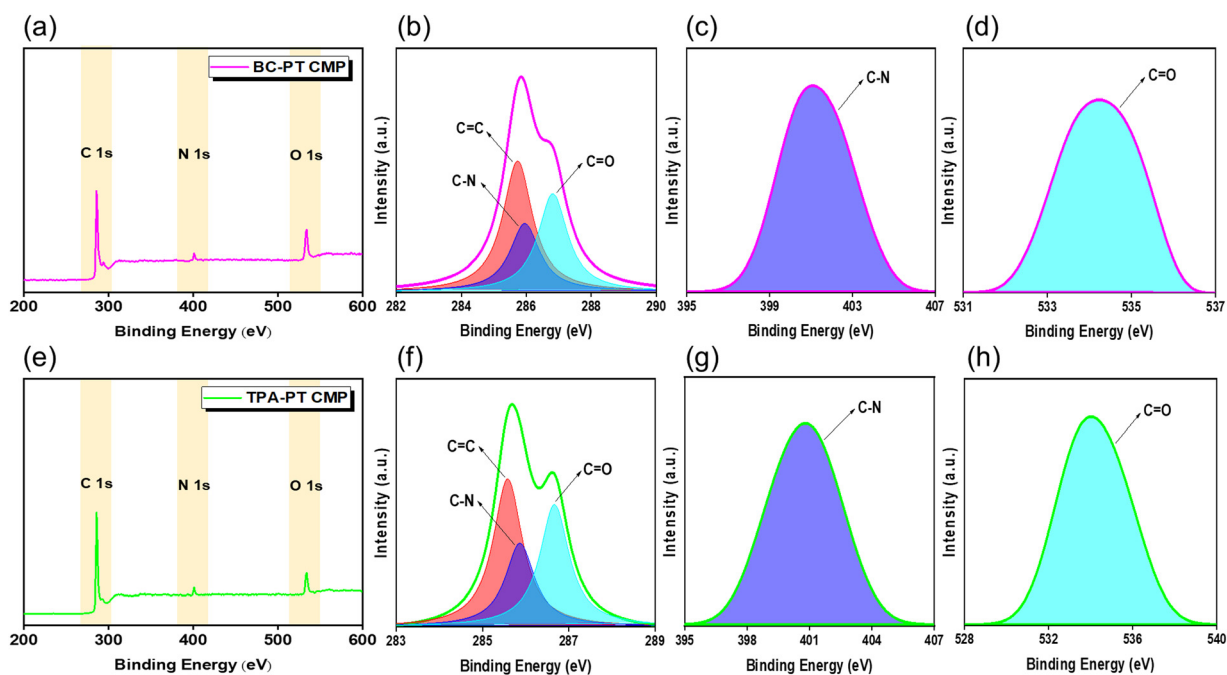 (a)
BC-PT CMP
C 1s
N 1s
O 1s
200 300 400 500 600
Binding Energy (eV)
(b)
Intensity (a.u.)
C=C
C-N
C=O
282 284 286 288 290
Binding Energy (eV)
(c)
Intensity (a.u.)
C-N
395 399 403 407
Binding Energy (eV)
(d)
Intensity (a.u.)
C=O
531 533 535 537
Binding Energy (eV)
(e)
TPA-PT CMP
C 1s
N 1s
O 1s
200 300 400 500 600
Binding Energy (eV)
(f)
Intensity (a.u.)
C=C
C-N
C=O
283 285 287 289
Binding Energy (eV)
(g)
Intensity (a.u.)
C-N
395 398 401 404 407
Binding Energy (eV)
(h)
Intensity (a.u.)
C=O
528 532 536 540
Binding Energy (eV)